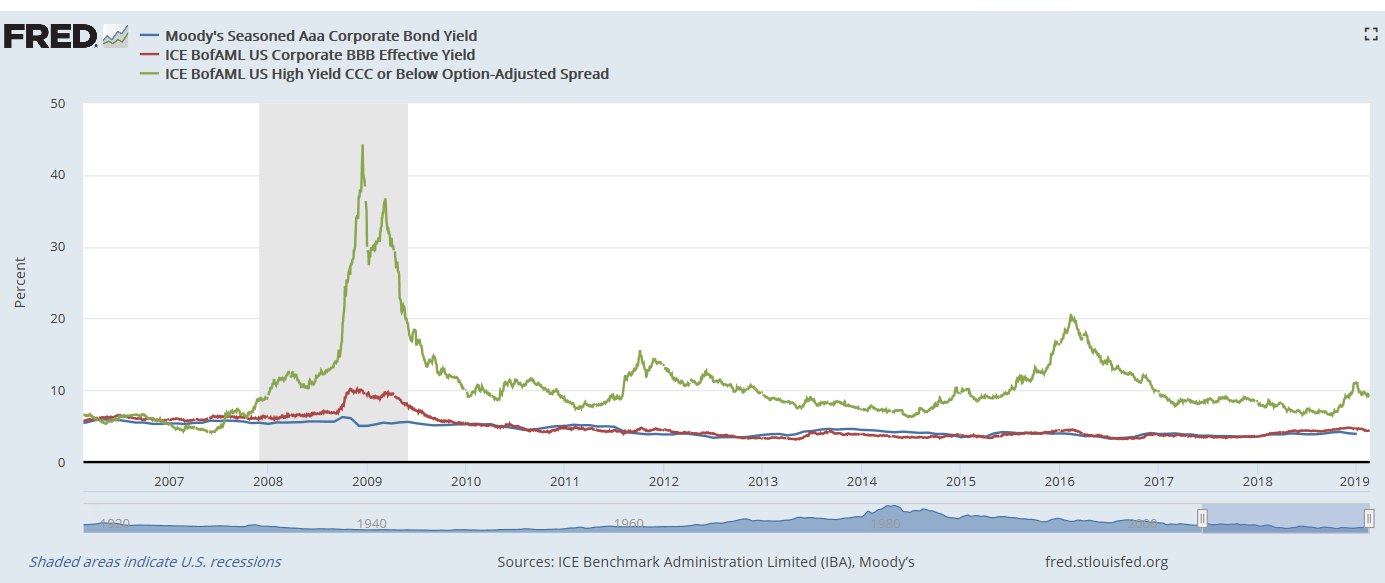 FRED
Moody's Seasoned Aaa Corporate Bond Yield
ICE BofAML US Corporate BBB Effective Yield
ICE BofAML US High Yield CCC or Below Option-Adjusted Spread
Percent
50
40
30
20
10
0
2007 2008 2009 2010 2011 2012 2013 2014 2015 2016 2017 2018 2019
1920 1940 1960 1980 2000
Shaded areas indicate U.S. recessions
Sources: ICE Benchmark Administration Limited (IBA), Moody’s
fred.stlouisfed.org